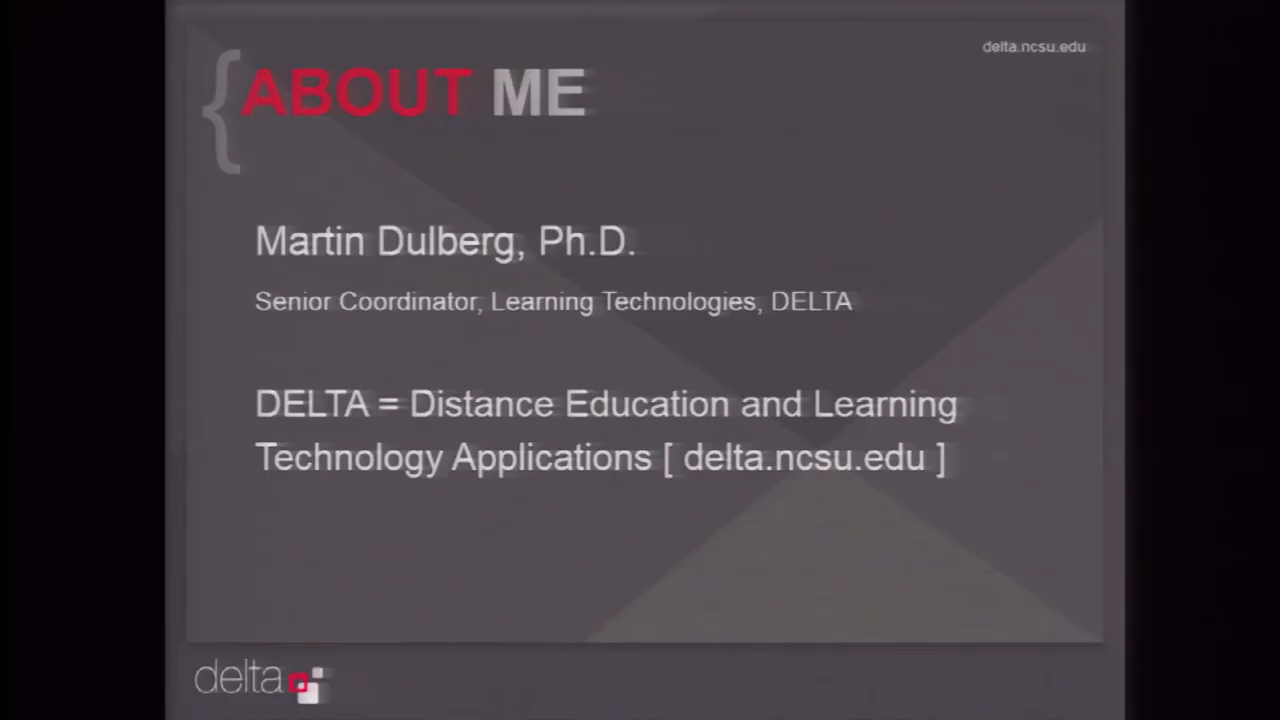 delta.ncsu.edu
{ABOUT ME
Martin Dulberg, Ph.D.
Senior Coordinator, Learning Technologies, DELTA
DELTA = Distance Education and Learning
Technology Applications [ delta.ncsu.edu ]
delta